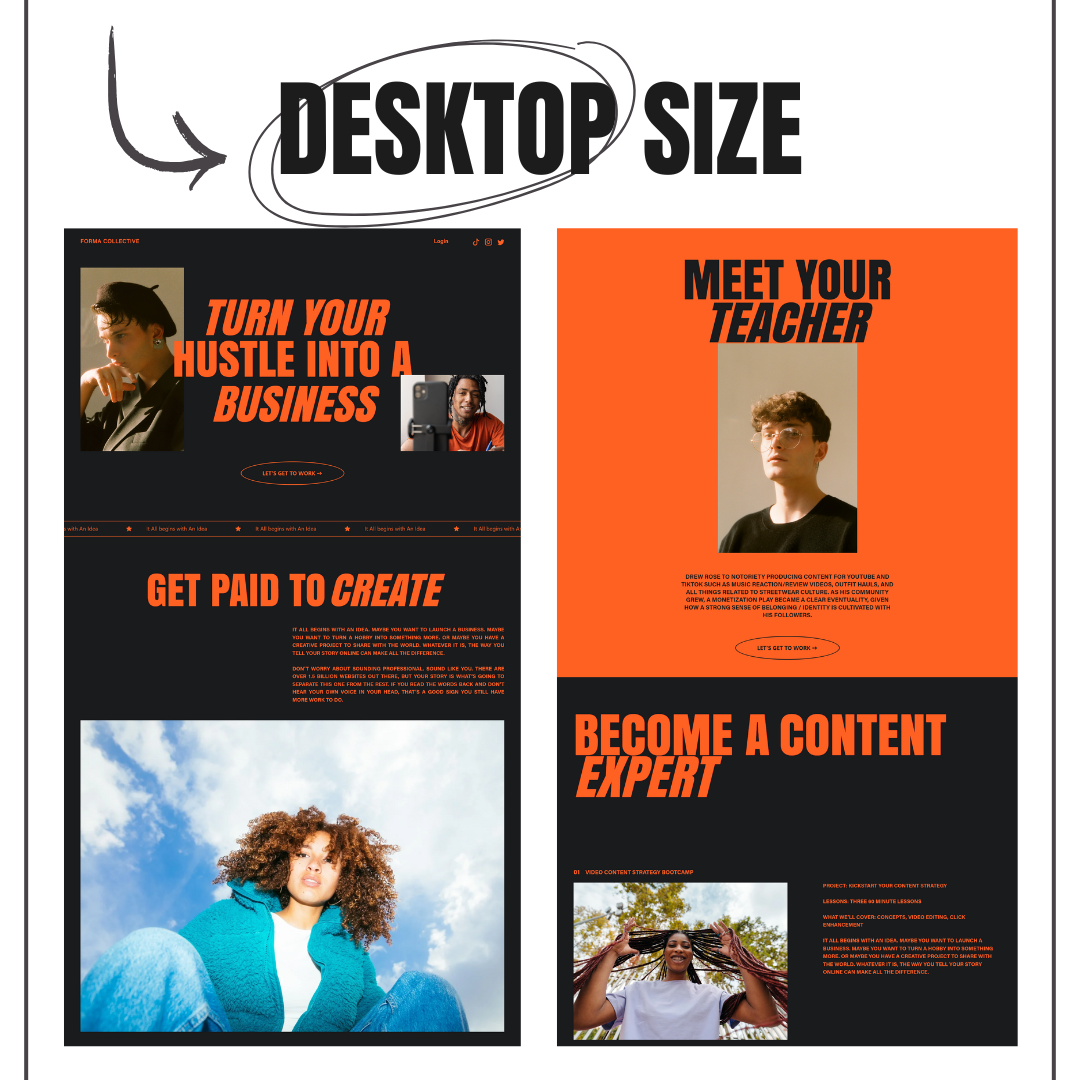 DESKTOP SIZE
FORMA COLLECTIVE
Login
TURN YOUR
HUSTLE INTO A
BUSINESS
LET'S GET TO WORK →
with An Idea ★ It All begins with An Idea ★ It All begins with An Idea ★ It All begins with An Idea ★ It All begins with
GET PAID TO CREATE
IT ALL BEGINS WITH AN IDEA. MAYBE YOU WANT TO LAUNCH A BUSINESS. MAYBE
YOU WANT TO TURN A HOBBY INTO SOMETHING MORE. OR MAYBE YOU HAVE A
CREATIVE PROJECT TO SHARE WITH THE WORLD. WHATEVER IT IS, THE WAY YOU
TELL YOUR STORY ONLINE CAN MAKE ALL THE DIFFERENCE.
DON'T WORRY ABOUT SOUNDING PROFESSIONAL. SOUND LIKE YOU. THERE ARE
OVER 1.5 BILLION WEBSITES OUT THERE, BUT YOUR STORY IS WHAT'S GOING TO
SEPARATE THIS ONE FROM THE REST. IF YOU READ THE WORDS BACK AND DON'T
HEAR YOUR OWN VOICE IN YOUR HEAD, THAT'S A GOOD SIGN YOU STILL HAVE
MORE WORK TO DO.
MEET YOUR
TEACHER
DREW ROSE TO NOTORIETY PRODUCING CONTENT FOR YOUTUBE AND
TIKTOK SUCH AS MUSIC REACTION/REVIEW VIDEOS, OUTFIT HAULS, AND
ALL THINGS RELATED TO STREETWEAR CULTURE. AS HIS COMMUNITY
GREW, A MONETIZATION PLAY BECAME A CLEAR EVENTUALITY, GIVEN
HOW A STRONG SENSE OF BELONGING / IDENTITY IS CULTIVATED WITH
HIS FOLLOWERS.
LET'S GET TO WORK →
BECOME A CONTENT
EXPERT
01 VIDEO CONTENT STRATEGY BOOTCAMP
PROJECT: KICKSTART YOUR CONTENT STRATEGY
LESSONS: THREE 60 MINUTE LESSONS
WHAT WE'LL COVER: CONCEPTS, VIDEO EDITING, CLICK
ENHANCEMENT
IT ALL BEGINS WITH AN IDEA. MAYBE YOU WANT TO LAUNCH A
BUSINESS. MAYBE YOU WANT TO TURN A HOBBY INTO SOMETHING
MORE. OR MAYBE YOU HAVE A CREATIVE PROJECT TO SHARE WITH
THE WORLD. WHATEVER IT IS, THE WAY YOU TELL YOUR STORY
ONLINE CAN MAKE ALL THE DIFFERENCE.